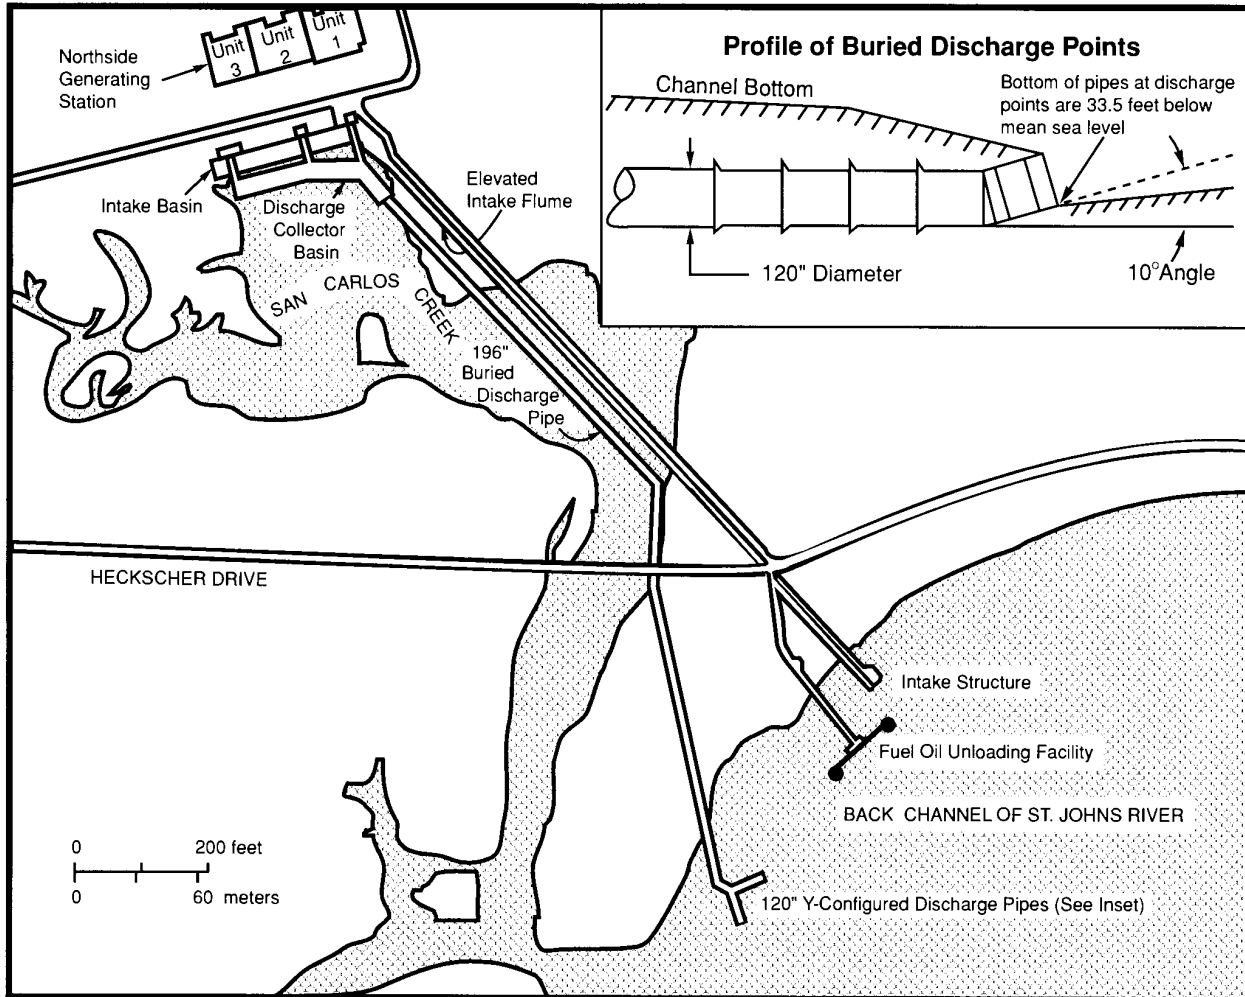 Northside
Generating
Station
Unit
3
Unit
2
Unit
1
Intake Basin
Discharge
Collector
Basin
Elevated
Intake Flume
SAN CARLOS CREEK
196"
Buried
Discharge
Pipe
Profile of Buried Discharge Points
Channel Bottom
Bottom of pipes at discharge
points are 33.5 feet below
mean sea level
120" Diameter
10°Angle
HECKSCHER DRIVE
Intake Structure
Fuel Oil Unloading Facility
BACK CHANNEL OF ST. JOHNS RIVER
120" Y-Configured Discharge Pipes (See Inset)
0 200 feet
0 60 meters